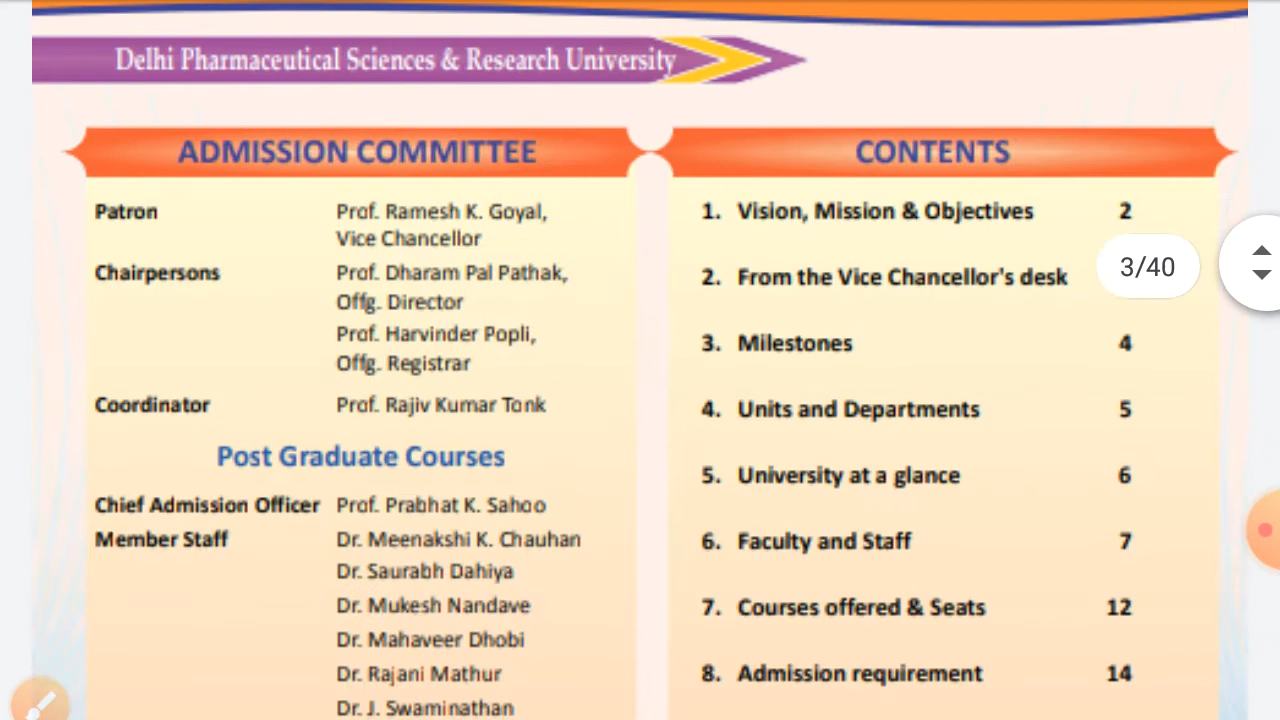 Delhi Pharmaceutical Sciences & Research University
ADMISSION COMMITTEE
Patron Prof. Ramesh K. Goyal,
Vice Chancellor
Chairpersons Prof. Dharam Pal Pathak,
Offg. Director
Prof. Harvinder Popli,
Offg. Registrar
Coordinator Prof. Rajiv Kumar Tonk
Post Graduate Courses
Chief Admission Officer Prof. Prabhat K. Sahoo
Member Staff Dr. Meenakshi K. Chauhan
Dr. Saurabh Dahiya
Dr. Mukesh Nandave
Dr. Mahaveer Dhobi
Dr. Rajani Mathur
Dr. J. Swaminathan
CONTENTS
1. Vision, Mission & Objectives 2
2. From the Vice Chancellor's desk
3. Milestones 4
4. Units and Departments 5
5. University at a glance 6
6. Faculty and Staff 7
7. Courses offered & Seats 12
8. Admission requirement 14
3/40